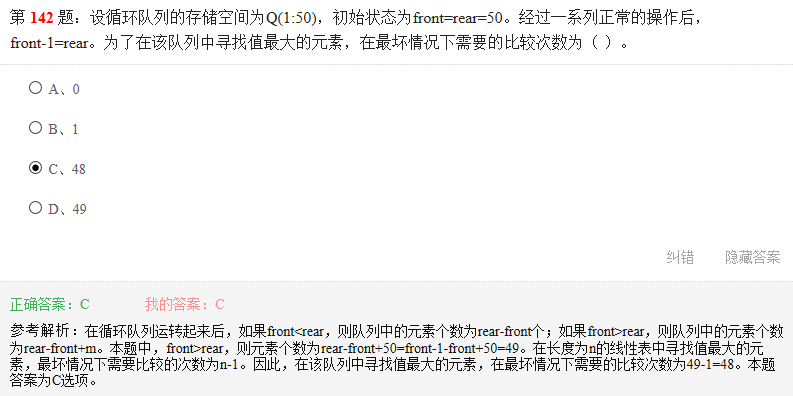 第 142 题：设循环队列的存储空间为Q(1:50)，初始状态为front=rear=50。经过一系列正常的操作后，
front-1=rear。为了在该队列中寻找值最大的元素，在最坏情况下需要的比较次数为（ ）。
A、0
B、1
C、48
D、49
纠错 隐藏答案
正确答案：C 我的答案：C
参考解析：在循环队列运转起来后，如果front<rear，则队列中的元素个数为rear-front个；如果front>rear，则队列中的元素个数
为rear-front+m。本题中，front>rear，则元素个数为rear-front+50=front-1-front+50=49。在长度为n的线性表中寻找值最大的元
素，最坏情况下需要比较的次数为n-1。因此，在该队列中寻找值最大的元素，在最坏情况下需要的比较次数为49-1=48。本题
答案为C选项。